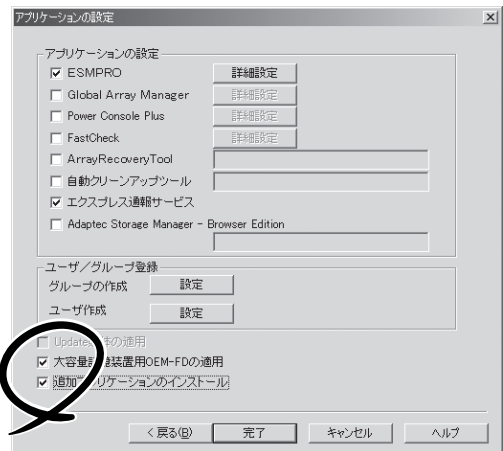 アプリケーションの設定
アプリケーションの設定
ESMPRO 詳細設定
Global Array Manager 詳細設定
Power Console Plus 詳細設定
FastCheck 詳細設定
ArrayRecoveryTool
自動クリーンアップツール
エクスプレス通報サービス
Adaptec Storage Manager - Browser Edition
ユーザ/グループ登録
グループの作成 設定
ユーザ作成 設定
の適用
大容量記憶装置用OEM-FDの適用
追加アプリケーションのインストール
< 戻る(B) 完了 キャンセル ヘルプ